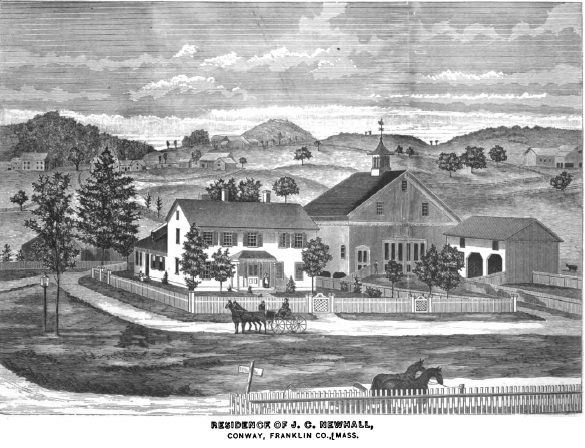 RESIDENCE OF J. C. NEWHALL,
CONWAY, FRANKLIN CO., MASS.